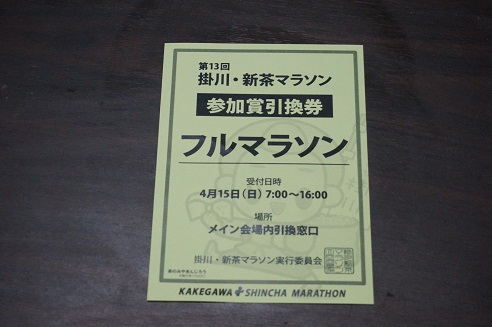 第13回
掛川・新茶マラソン
参加賞引換券
フルマラソン
受付日時
4月15日（日）7:00～16:00
場所
メイン会場内引換窓口
掛川・新茶マラソン実行委員会
KAKEGAWA SHINCHA MARATHON